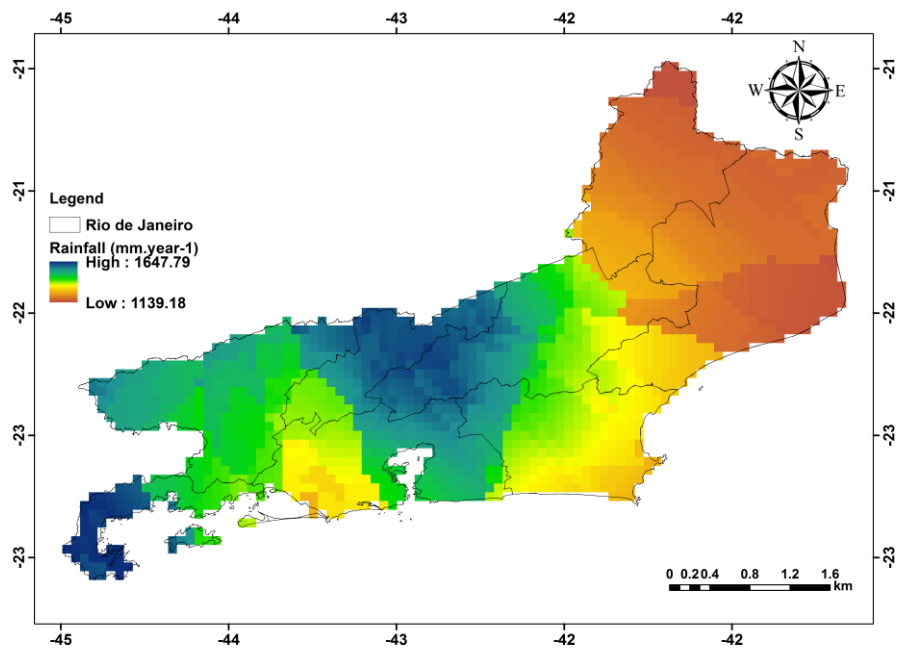 -45 -44 -43 -42 -42
-21 -21
N
W E
S
-21 -21
Legend
Rio de Janeiro
Rainfall (mm.year-1)
High : 1647.79
Low : 1139.18
-22 -22
-23 -23
-23 -23
0 0.2 0.4 0.8 1.2 1.6
km
-45 -44 -43 -42 -42